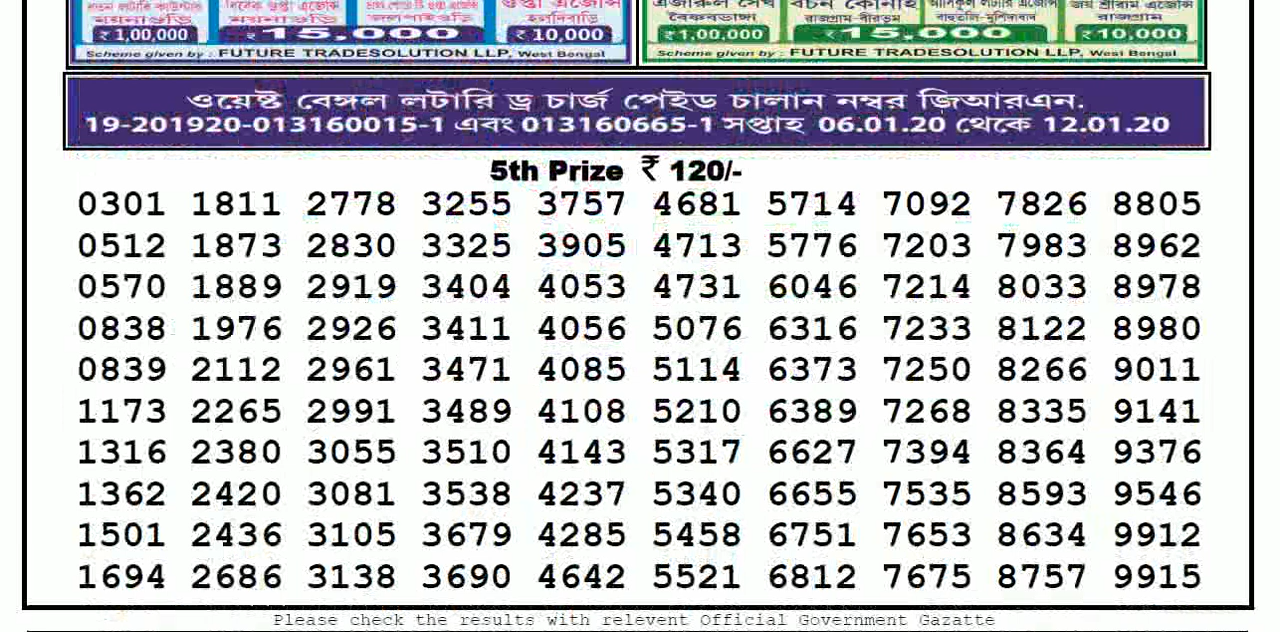 ₹ 1,00,000 ₹ 15,000 ₹ 10,000 ₹ 1,00,000 ₹ 15,000 ₹ 10,000
Scheme given by : FUTURE TRADESOLUTION LLP, West Bengal Scheme given by : FUTURE TRADESOLUTION LLP, West Bengal
ওয়েষ্ট বেঙ্গল লটারি ড্র চার্জ পেইড চালান নম্বর জিআরএন.
19-201920-013160015-1 এবং 013160665-1 সপ্তাহ 06.01.20 থেকে 12.01.20
5th Prize ₹ 120/-
0301 1811 2778 3255 3757 4681 5714 7092 7826 8805
0512 1873 2830 3325 3905 4713 5776 7203 7983 8962
0570 1889 2919 3404 4053 4731 6046 7214 8033 8978
0838 1976 2926 3411 4056 5076 6316 7233 8122 8980
0839 2112 2961 3471 4085 5114 6373 7250 8266 9011
1173 2265 2991 3489 4108 5210 6389 7268 8335 9141
1316 2380 3055 3510 4143 5317 6627 7394 8364 9376
1362 2420 3081 3538 4237 5340 6655 7535 8593 9546
1501 2436 3105 3679 4285 5458 6751 7653 8634 9912
1694 2686 3138 3690 4642 5521 6812 7675 8757 9915
Please check the results with relevent Official Government Gazatte